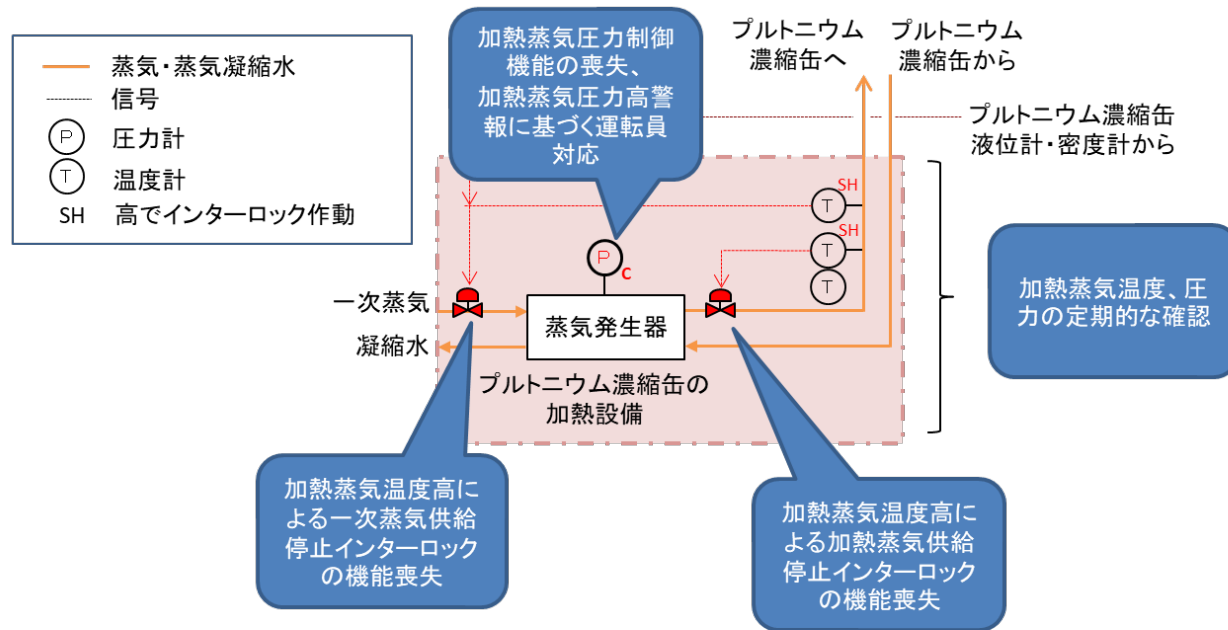 蒸気・蒸気凝縮水
信号
P 圧力計
T 温度計
SH 高でインターロック作動
加熱蒸気圧力制御
機能の喪失、
加熱蒸気圧力高警
報に基づく運転員
対応
プルトニウム
濃縮缶へ
プルトニウム
濃縮缶から
プルトニウム濃縮缶
液位計・密度計から
SH
T
SH
T
T
P
C
一次蒸気
凝縮水
蒸気発生器
プルトニウム濃縮缶の
加熱設備
加熱蒸気温度、圧
力の定期的な確認
加熱蒸気温度高に
よる一次蒸気供給
停止インターロック
の機能喪失
加熱蒸気温度高に
よる加熱蒸気供給
停止インターロック
の機能喪失